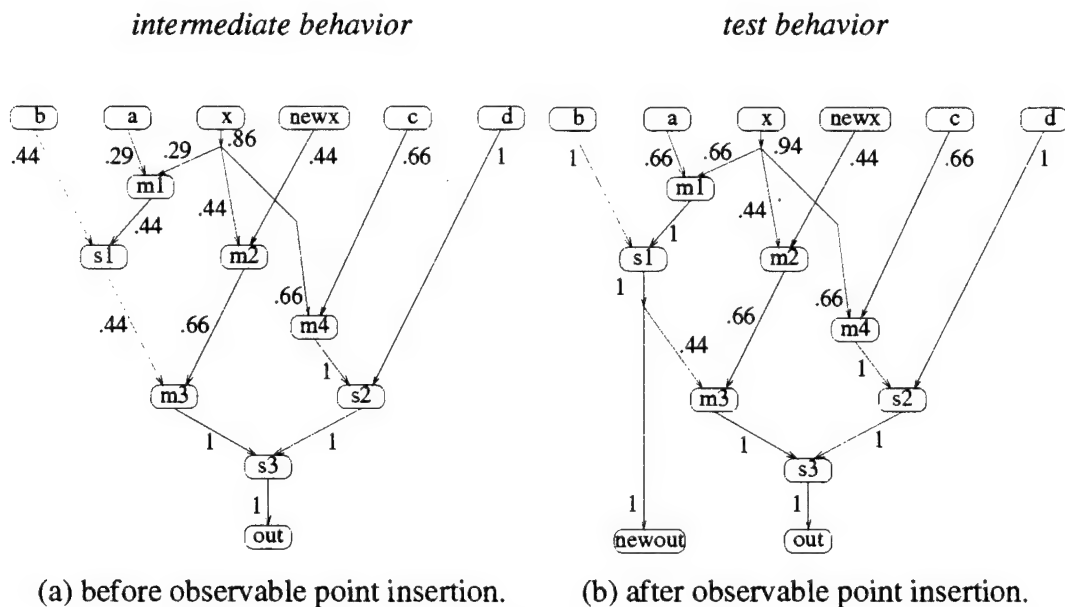 intermediate behavior
test behavior
b a x newx c d
.44 .29 .29 .86 .44 .66 1
m1
.44 .44
s1 m2
.44 .66 .66
m4
1
m3 s2
1 1
s3
1
out
b a x newx c d
1 .66 .66 .94 .44 .66 1
m1
1 .44
s1 m2
1 .66 .66
m4
.44 1
m3 s2
1 1
s3
1 1
newout out
(a) before observable point insertion.
(b) after observable point insertion.